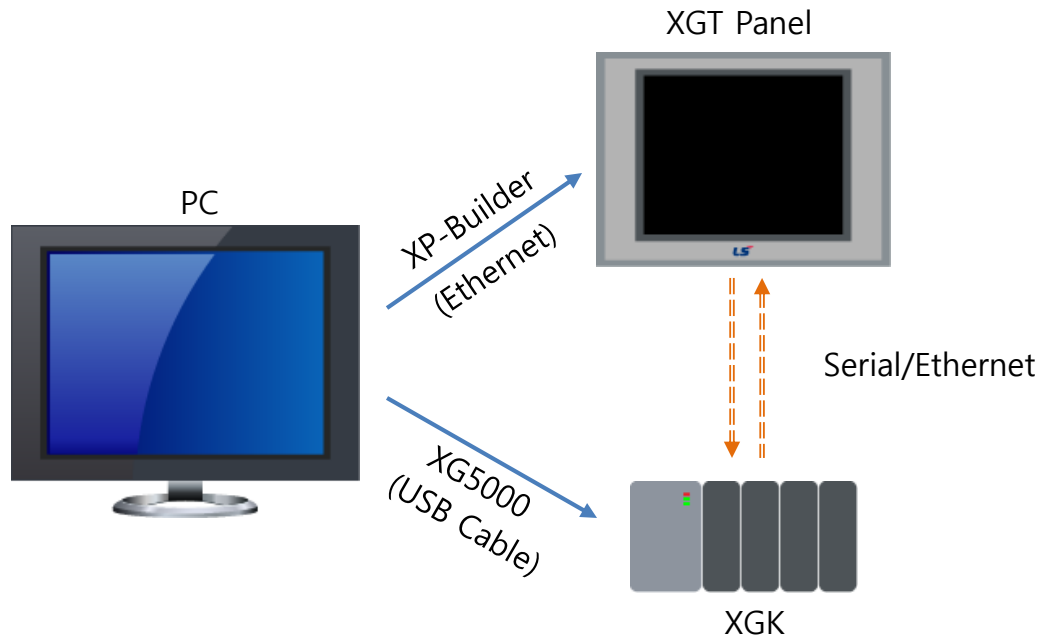 XGT Panel
LS
PC
XP-Builder
(Ethernet)
Serial/Ethernet
XG5000
(USB Cable)
XGK